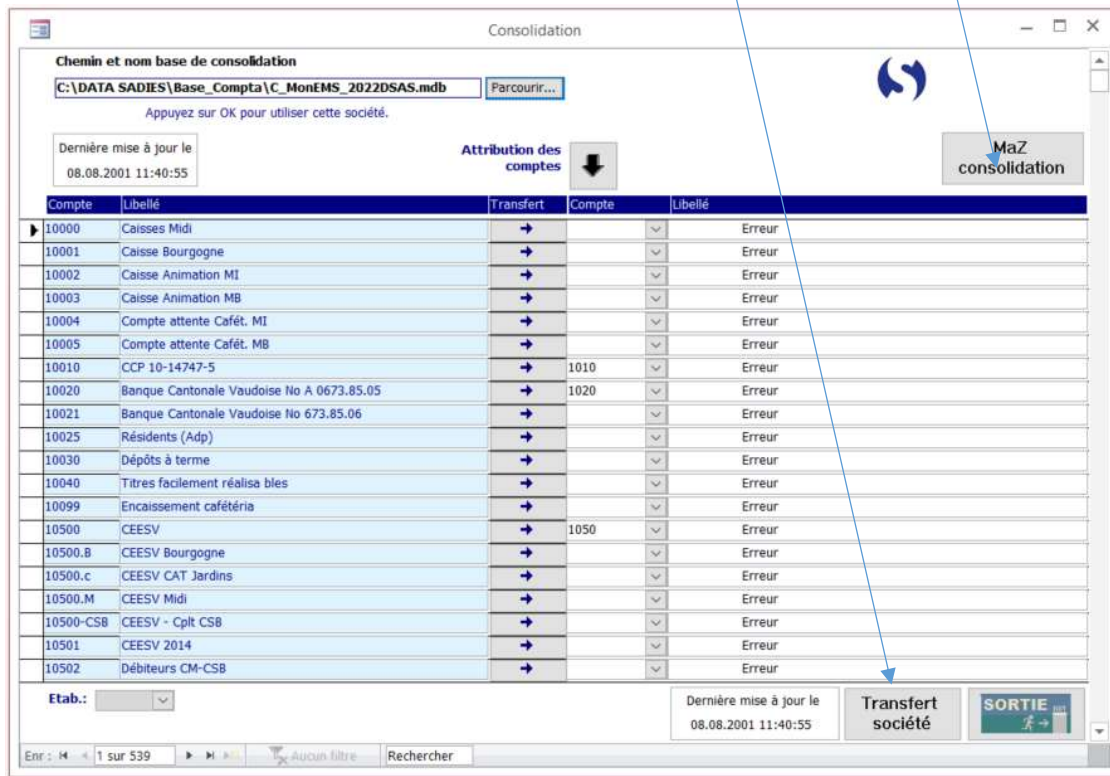 Consolidation
Chemin et nom base de consolidation
C:\DATA SADIES\Base_Compta\C_MonEMS_2022DSAS.mdb Parcourir...
Appuyez sur OK pour utiliser cette société.
Dernière mise à jour le
08.08.2001 11:40:55
Attribution des
comptes
MaZ
consolidation
Compte Libellé Transfert Compte Libellé
10000 Caisses Midi Erreur
10001 Caisse Bourgogne Erreur
10002 Caisse Animation MI Erreur
10003 Caisse Animation MB Erreur
10004 Compte attente Cafét. MI Erreur
10005 Compte attente Cafét. MB Erreur
10010 CCP 10-14747-5 1010 Erreur
10020 Banque Cantonale Vaudoise No A 0673.85.05 1020 Erreur
10021 Banque Cantonale Vaudoise No 673.85.06 Erreur
10025 Résidents (Adp) Erreur
10030 Dépôts à terme Erreur
10040 Titres facilement réalisa bles Erreur
10099 Encaissement cafétéria Erreur
10500 CEESV 1050 Erreur
10500.B CEESV Bourgogne Erreur
10500.c CEESV CAT Jardins Erreur
10500.M CEESV Midi Erreur
10500-CSB CEESV - Cplt CSB Erreur
10501 CEESV 2014 Erreur
10502 Débiteurs CM-CSB Erreur
Etab.:
Dernière mise à jour le
08.08.2001 11:40:55
Transfert
société
SORTIE
Enr : 1 sur 539 Aucun filtre Rechercher